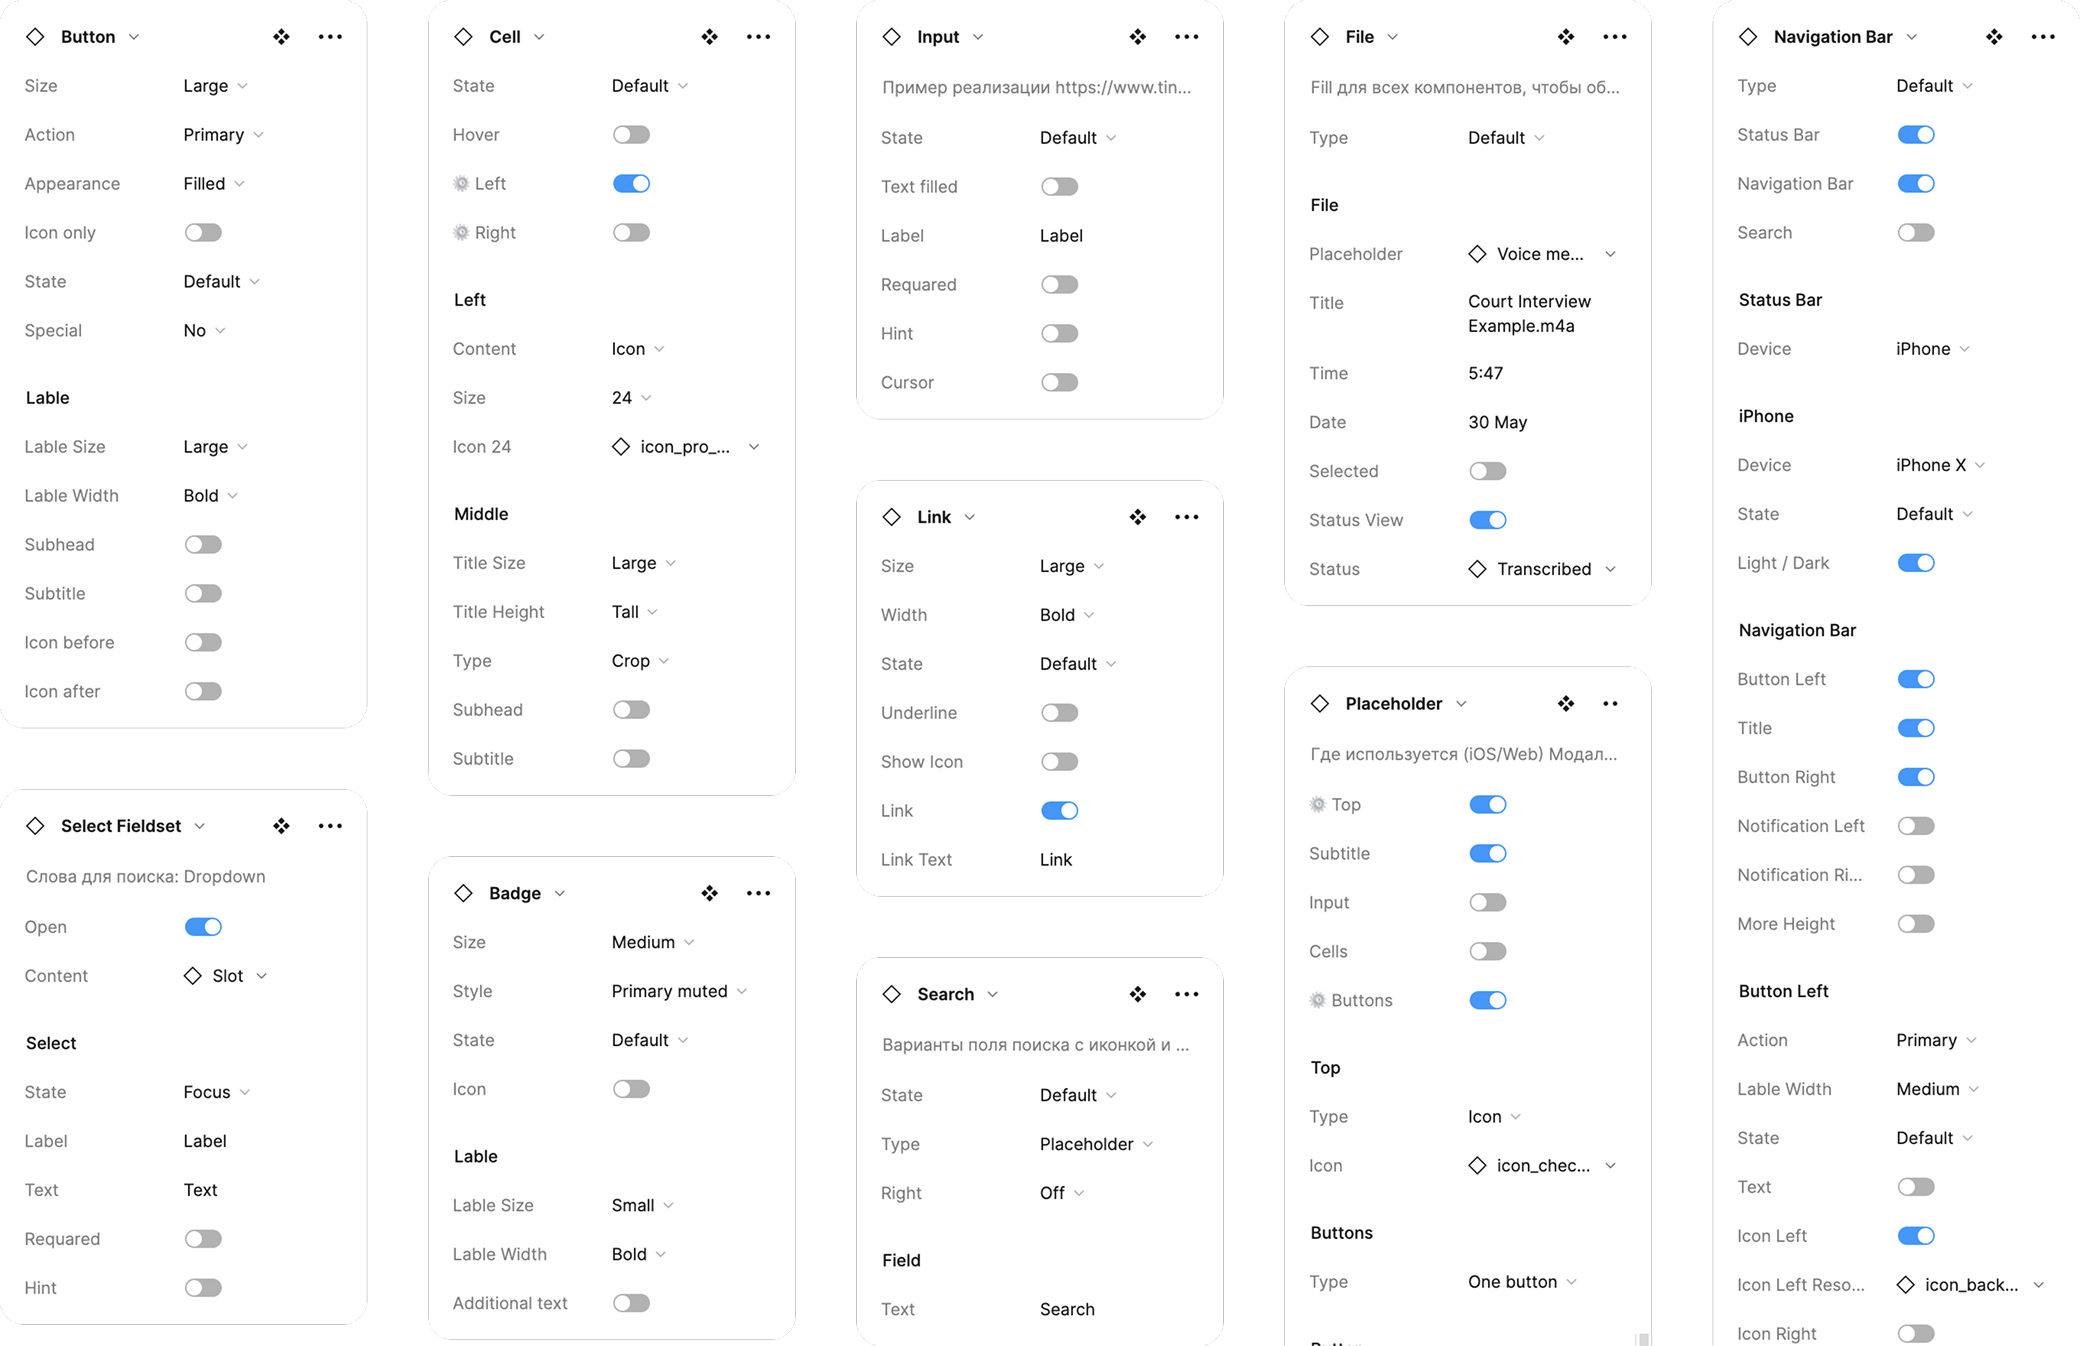 Button
Size Large
Action Primary
Appearance Filled
Icon only
State Default
Special No
Lable
Lable Size Large
Lable Width Bold
Subhead
Subtitle
Icon before
Icon after
Select Fieldset
Слова для поиска: Dropdown
Open
Content Slot
Select
State Focus
Label Label
Text Text
Requared
Hint
Cell
State Default
Hover
Left
Right
Left
Content Icon
Size 24
Icon 24 icon_pro_...
Middle
Title Size Large
Title Height Tall
Type Crop
Subhead
Subtitle
Badge
Size Medium
Style Primary muted
State Default
Icon
Lable
Lable Size Small
Lable Width Bold
Additional text
Input
Пример реализации https://www.tin...
State Default
Text filled
Label Label
Requared
Hint
Cursor
Link
Size Large
Width Bold
State Default
Underline
Show Icon
Link
Link Text Link
Search
Варианты поля поиска с иконкой и ...
State Default
Type Placeholder
Right Off
Field
Text Search
File
Fill для всех компонентов, чтобы об...
Type Default
File
Placeholder Voice me...
Title Court Interview
Example.m4a
Time 5:47
Date 30 May
Selected
Status View
Status Transcribed
Placeholder
Где используется (iOS/Web) Модал...
Top
Subtitle
Input
Cells
Buttons
Top
Type Icon
Icon icon_chec...
Buttons
Type One button
Navigation Bar
Type Default
Status Bar
Navigation Bar
Search
Status Bar
Device iPhone
iPhone
Device iPhone X
State Default
Light / Dark
Navigation Bar
Button Left
Title
Button Right
Notification Left
Notification Ri...
More Height
Button Left
Action Primary
Lable Width Medium
State Default
Text
Icon Left
Icon Left Reso... icon_back...
Icon Right